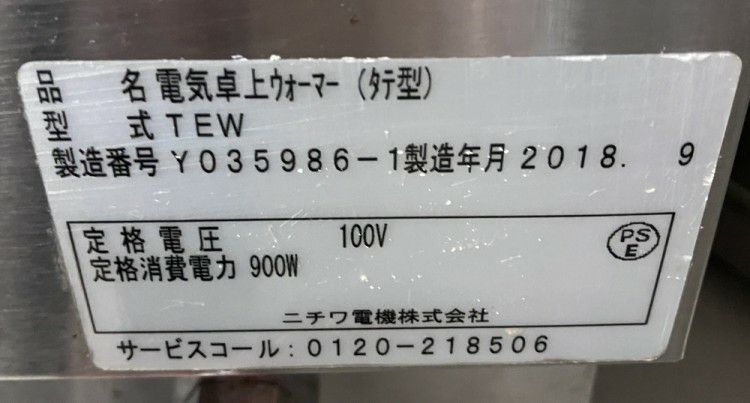 品 名 電気卓上ウォーマー (タテ型)
型 式 TEW
製造番号 Y035986-1 製造年月 2018. 9
定格電圧 100V
定格消費電力 900W
PS
E
ニチワ電機株式会社
サービスコール:0120-218506